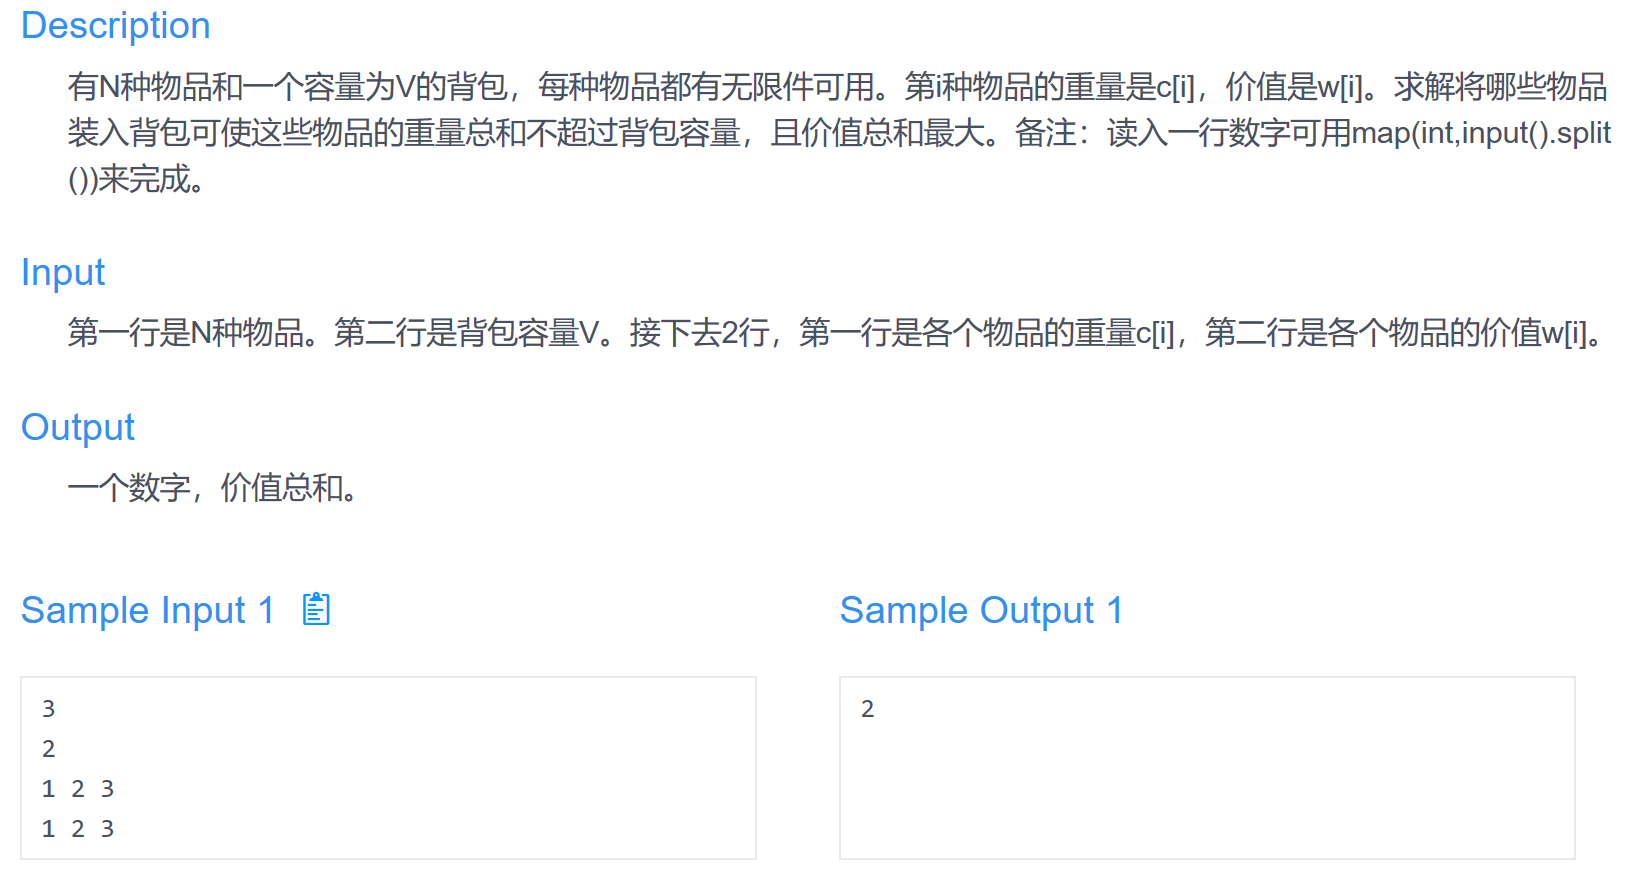 Description
有N种物品和一个容量为V的背包，每种物品都有无限件可用。第i种物品的重量是c[i]，价值是w[i]。求解将哪些物品
装入背包可使这些物品的重量总和不超过背包容量，且价值总和最大。备注：读入一行数字可用map(int,input().split
())来完成。
Input
第一行是N种物品。第二行是背包容量V。接下去2行，第一行是各个物品的重量c[i]，第二行是各个物品的价值w[i]。
Output
一个数字，价值总和。
Sample Input 1
3
2
1 2 3
1 2 3
Sample Output 1
2